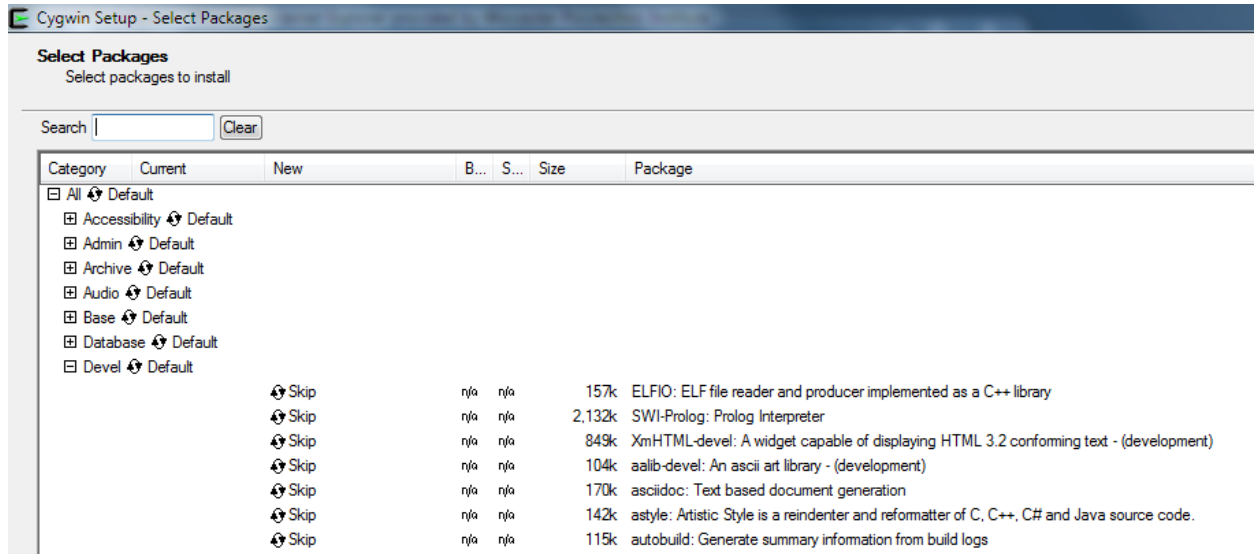 Cygwin Setup - Select Packages
Select Packages
Select packages to install
Search Clear
Category Current New B... S... Size Package
All Default
Accessibility Default
Admin Default
Archive Default
Audio Default
Base Default
Database Default
Devel Default
Skip n/a n/a 157k ELFIO: ELF file reader and producer implemented as a C++ library
Skip n/a n/a 2,132k SWI-Prolog: Prolog Interpreter
Skip n/a n/a 849k XmHTML-devel: A widget capable of displaying HTML 3.2 conforming text - (development)
Skip n/a n/a 104k aalib-devel: An ascii art library - (development)
Skip n/a n/a 170k asciidoc: Text based document generation
Skip n/a n/a 142k astyle: Artistic Style is a reindenter and reformatter of C, C++, C# and Java source code.
Skip n/a n/a 115k autobuild: Generate summary information from build logs